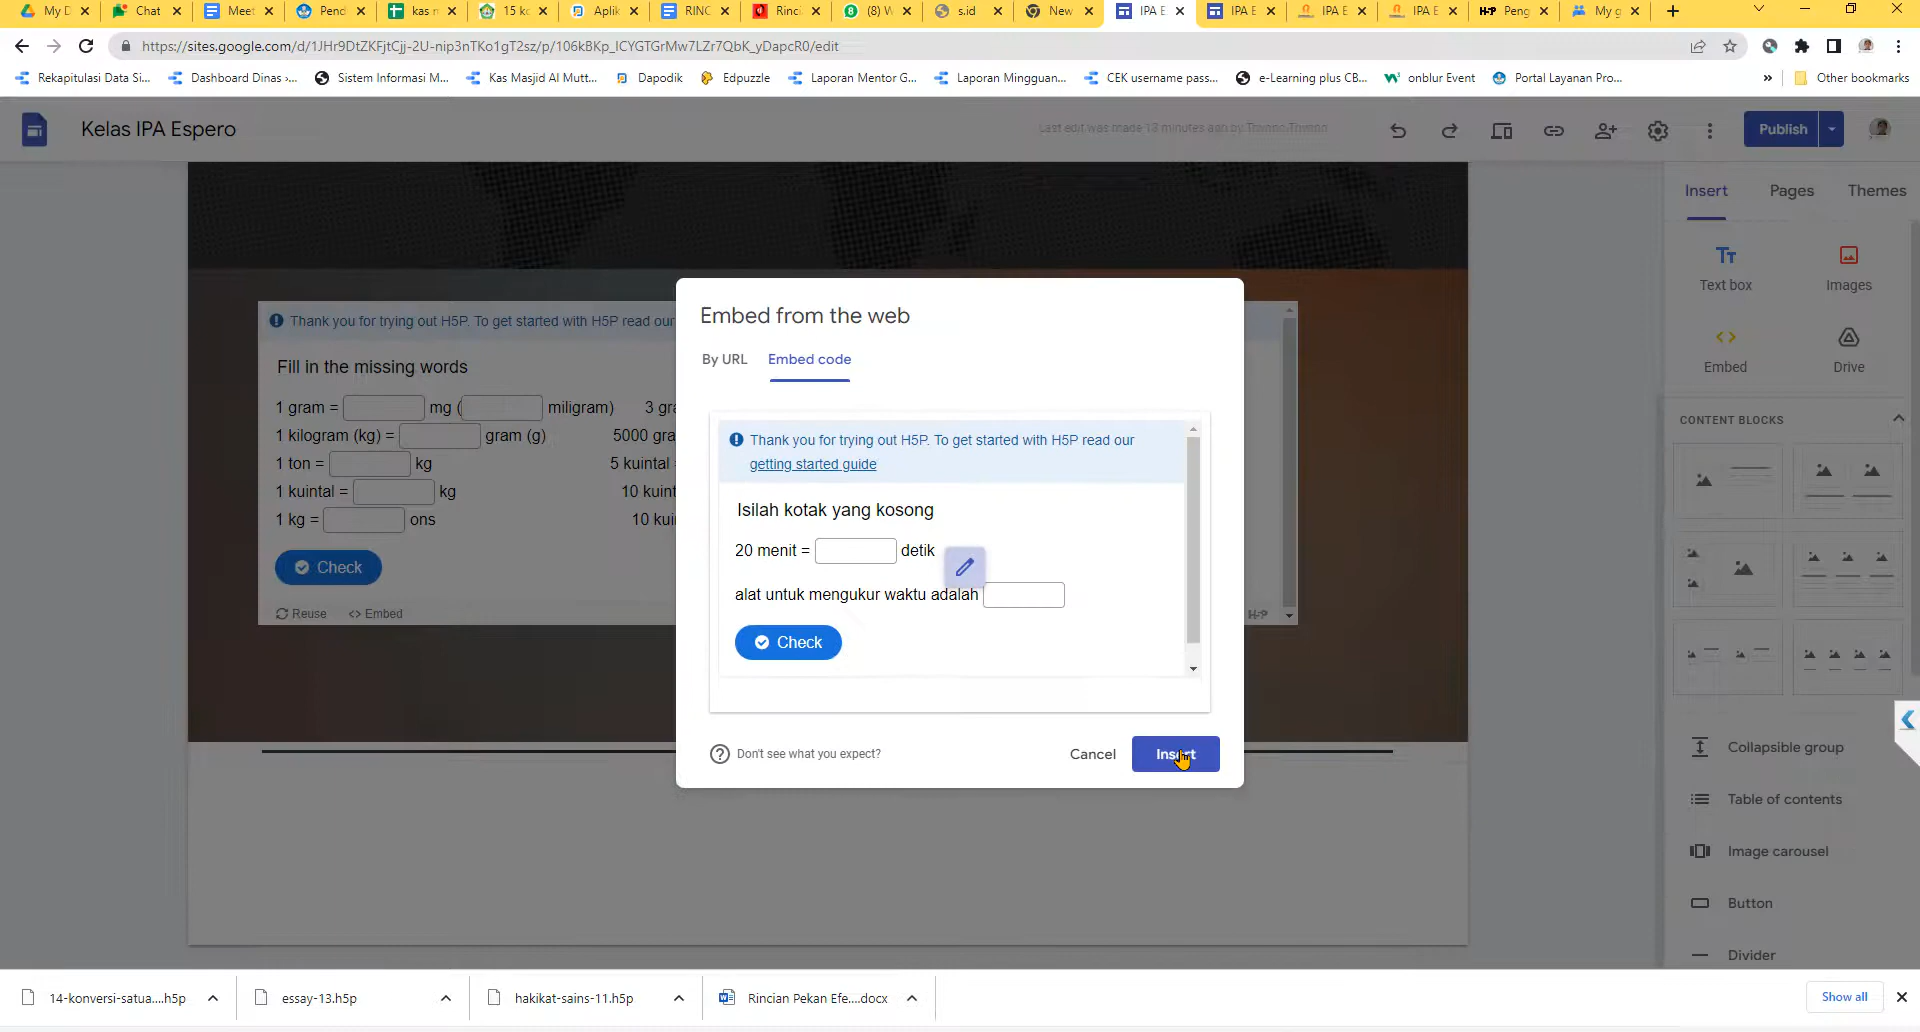 My D
Chat
Meet
Pend
kas r
15 k
Aplik
RINC
Rinci
(8) W
s.id
New
IPA E
IPA E
IPA E
IPA E
H-P Peng
My g
https://sites.google.com/d/1JHr9DtZKFjtCjj-2U-nip3nTKo1gT2sz/p/106kBKp_ICYGTGrMw7LZr7QbK_yDapcR0/edit
Rekapitulasi Data Si...
Dashboard Dinas >...
Sistem Informasi M...
Kas Masjid Al Mutt...
Dapodik
Edpuzzle
Laporan Mentor G...
Laporan Mingguan...
CEK username pass...
e-Learning plus CB...
onblur Event
Portal Layanan Pro...
»
Other bookmarks
Kelas IPA Espero
Last edit was made 13 minutes ago by Triwino Triwino
Publish
Insert
Pages
Themes
Tт
Text box
Images
Embed
Drive
CONTENT BLOCKS
Collapsible group
Table of contents
Image carousel
Button
Divider
Thank you for trying out H5P. To get started with H5P read our
Fill in the missing words
1 gram = mg ( miligram) 3 gra
1 kilogram (kg) = gram (g) 5000 gra
1 ton = kg 5 kuintal =
1 kuintal = kg 10 kuint
1 kg = ons 10 kui
Check
Reuse
<> Embed
H-P
Embed from the web
By URL
Embed code
Thank you for trying out H5P. To get started with H5P read our
getting started guide
Isilah kotak yang kosong
20 menit = detik
alat untuk mengukur waktu adalah
Check
Don't see what you expect?
Cancel
Insert
14-konversi-satua....h5p
essay-13.h5p
hakikat-sains-11.h5p
Rincian Pekan Efe....docx
Show all